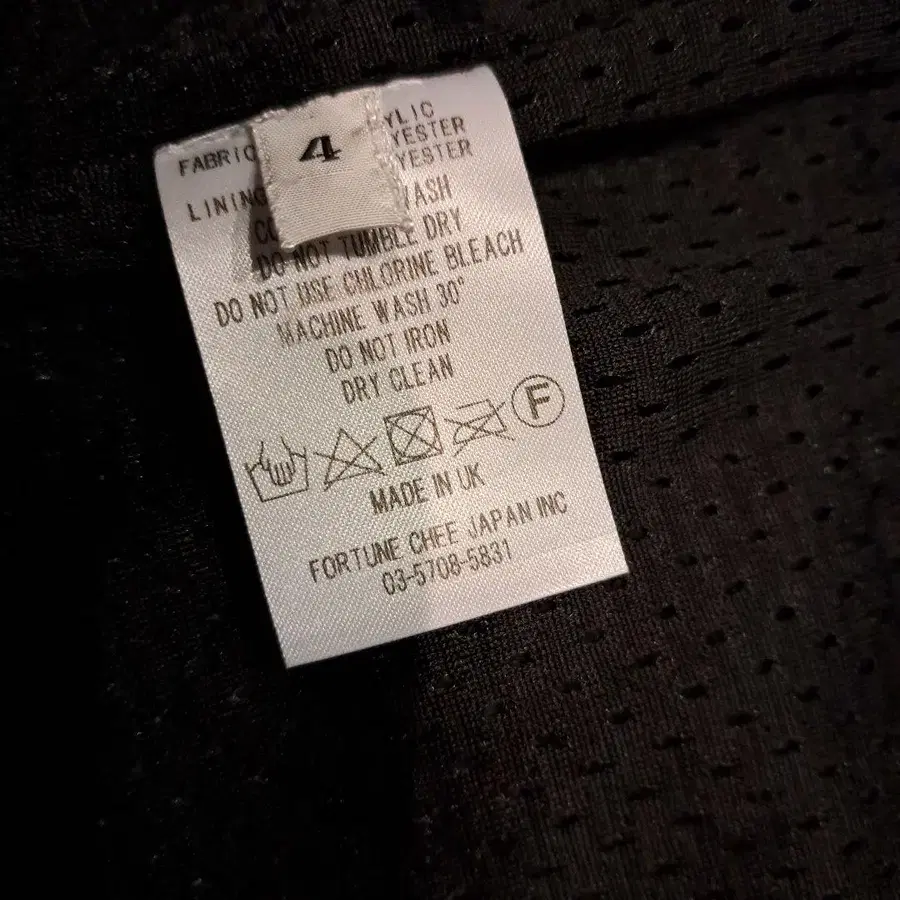 4
FABRIC YLIC
YESTER
LINING YESTER
CO WASH
DO NOT TUMBLE DRY
DO NOT USE CHLORINE BLEACH
MACHINE WASH 30°
DO NOT IRON
DRY CLEAN
F
MADE IN UK
FORTUNE CHEE JAPAN INC
03-5708-5831